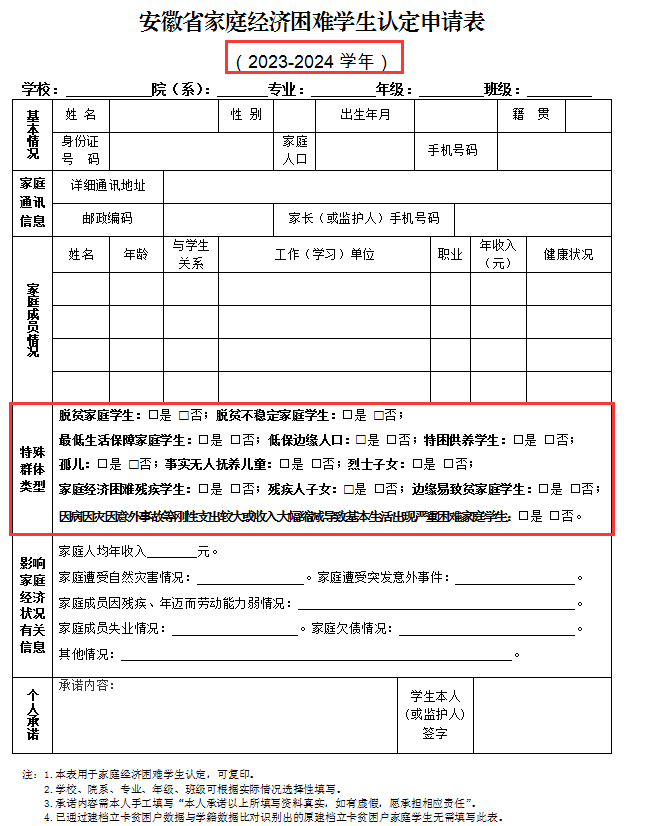 安徽省家庭经济困难学生认定申请表
（2023-2024 学年）
学校：院（系）：专业：年级：班级：
基本情况
姓 名 性 别 出生年月 籍 贯
身份证号 码 家庭人口 手机号码
家庭通讯信息
详细通讯地址
邮政编码 家长（或监护人）手机号码
家庭成员情况
姓名 年龄 与学生关系 工作（学习）单位 职业 年收入（元） 健康状况
特殊群体类型
脱贫家庭学生：□是 □否；脱贫不稳定家庭学生：□是 □否；
最低生活保障家庭学生：□是 □否；低保边缘人口：□是 □否；特困供养学生：□是 □否；
孤儿：□是 □否；事实无人抚养儿童：□是 □否；烈士子女：□是 □否；
家庭经济困难残疾学生：□是 □否；残疾人子女：□是 □否；边缘易致贫家庭学生：□是 □否；
因病因灾因意外事故等刚性支出较大或收入大幅缩减导致基本生活出现严重困难家庭学生：□是 □否。
影响家庭经济状况有关信息
家庭人均年收入________元。
家庭遭受自然灾害情况：________________。家庭遭受突发意外事件：__________________。
家庭成员因残疾、年迈而劳动能力弱情况：________________________________________。
家庭成员失业情况：__________________。家庭欠债情况：__________________________。
其他情况：________________________________________________________。
个人承诺
承诺内容：
学生本人（或监护人）签字
注：1.本表用于家庭经济困难学生认定，可复印。
2.学校、院系、专业、年级、班级可根据实际情况选择性填写。
3.承诺内容需本人手工填写“本人承诺以上所填写资料真实，如有虚假，愿承担相应责任”。
4.已通过建档立卡贫困户数据与学籍数据比对识别出的原建档立卡贫困户家庭学生无需填写此表。